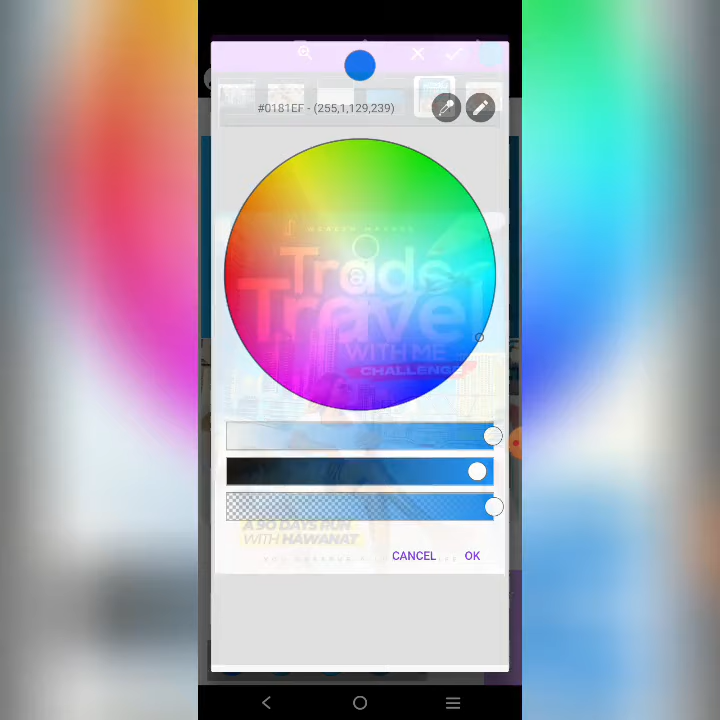 #0181EF - (255,1,129,239)
Trade
Travel
WITH ME
CHALLENGE
A 90 DAYS RUN
WITH HAWANAT
CANCEL
OK